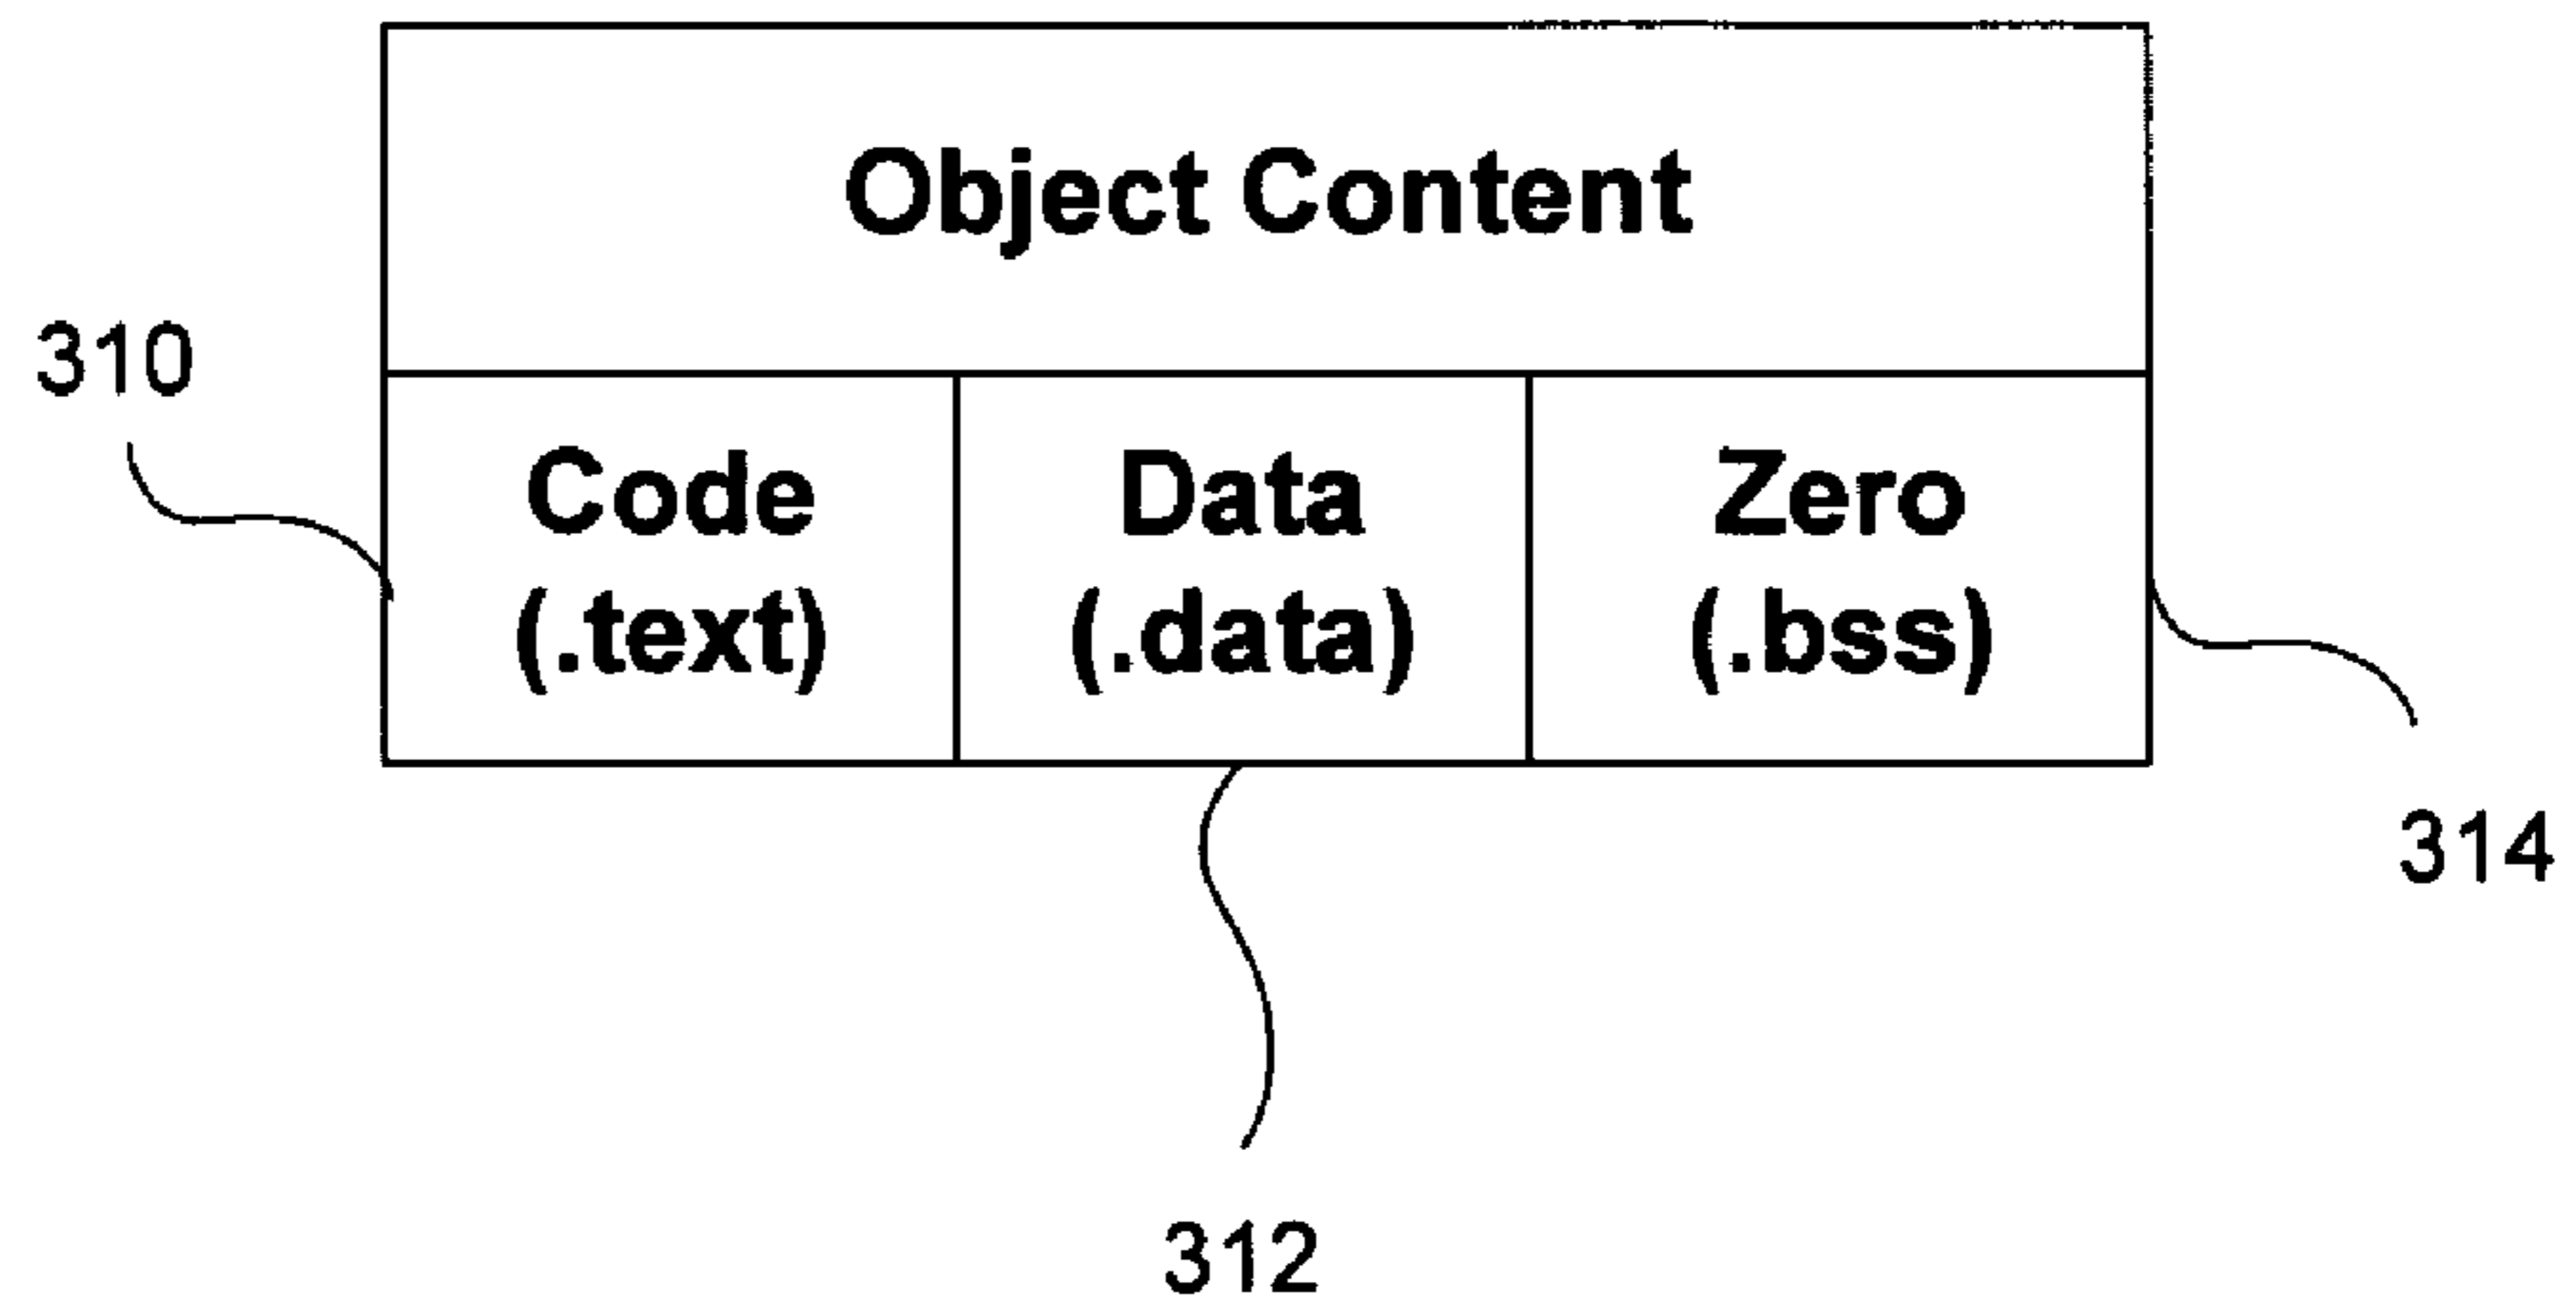 Object Content
310
Code Data Zero
(.text) (.data) (.bss)
314
312